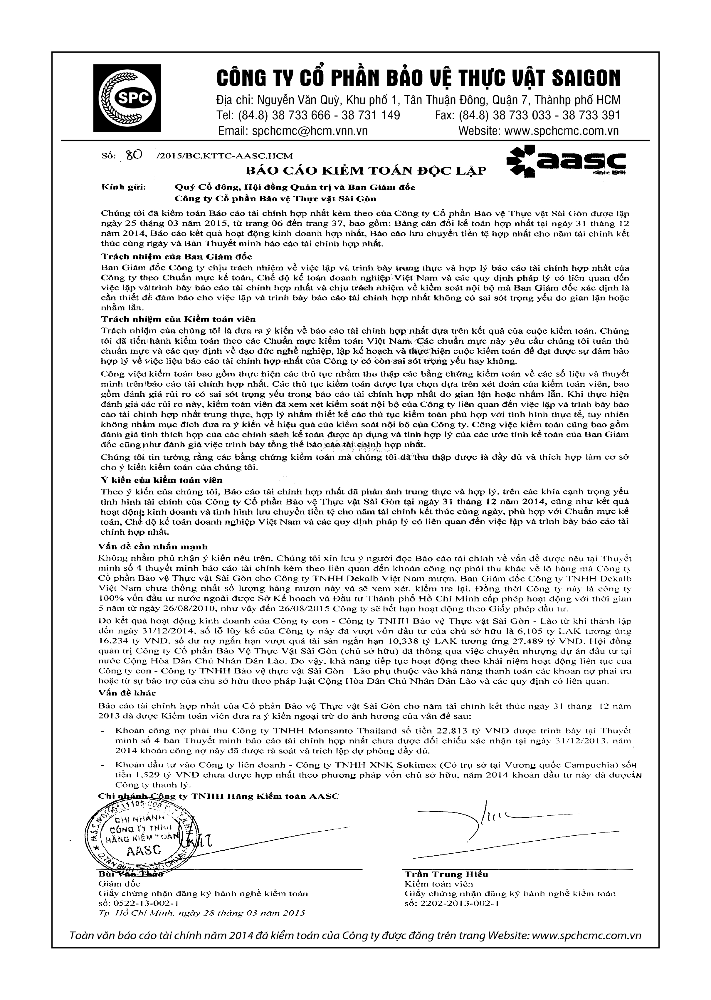 SPC
CÔNG TY CỔ PHẦN BẢO VỆ THỰC VẬT SAIGON
Địa chỉ: Nguyễn Văn Quỳ, Khu phố 1, Tân Thuận Đông, Quận 7, Thànhp phố HCM
Tel: (84.8) 38 733 666 - 38 731 149 Fax: (84.8) 38 733 033 - 38 733 391
Email: spchcmc@hcm.vnn.vn Website: www.spchcmc.com.vn
Số: 80 /2015/BC.KTTC-AASC.HCM
aasc
since 1991
BÁO CÁO KIỂM TOÁN ĐỘC LẬP
Kính gửi: Quý Cổ đông, Hội đồng Quản trị và Ban Giám đốc
Công ty Cổ phần Bảo vệ Thực vật Sài Gòn
Chúng tôi đã kiểm toán Báo cáo tài chính hợp nhất kèm theo của Công ty Cổ phần Bảo vệ Thực vật Sài Gòn được lập
ngày 25 tháng 03 năm 2015, từ trang 06 đến trang 37, bao gồm: Bảng cân đối kế toán hợp nhất tại ngày 31 tháng 12
năm 2014, Báo cáo kết quả hoạt động kinh doanh hợp nhất, Báo cáo lưu chuyển tiền tệ hợp nhất cho năm tài chính kết
thúc cùng ngày và Bản Thuyết minh báo cáo tài chính hợp nhất.
Trách nhiệm của Ban Giám đốc
Ban Giám đốc Công ty chịu trách nhiệm về việc lập và trình bày trung thực và hợp lý báo cáo tài chính hợp nhất của
Công ty theo Chuẩn mực kế toán, Chế độ kế toán doanh nghiệp Việt Nam và các quy định pháp lý có liên quan đến
việc lập và trình bày báo cáo tài chính hợp nhất và chịu trách nhiệm về kiểm soát nội bộ mà Ban Giám đốc xác định là
cần thiết để đảm bảo cho việc lập và trình bày báo cáo tài chính hợp nhất không có sai sót trọng yếu do gian lận hoặc
nhầm lẫn.
Trách nhiệm của Kiểm toán viên
Trách nhiệm của chúng tôi là đưa ra ý kiến về báo cáo tài chính hợp nhất dựa trên kết quả của cuộc kiểm toán. Chúng
tôi đã tiến hành kiểm toán theo các Chuẩn mực kiểm toán Việt Nam. Các chuẩn mực này yêu cầu chúng tôi tuân thủ
chuẩn mực và các quy định về đạo đức nghề nghiệp, lập kế hoạch và thực hiện cuộc kiểm toán để đạt được sự đảm bảo
hợp lý về việc liệu báo cáo tài chính hợp nhất của Công ty có còn sai sót trọng yếu hay không.
Công việc kiểm toán bao gồm thực hiện các thủ tục nhằm thu thập các bằng chứng kiểm toán về các số liệu và thuyết
minh trên báo cáo tài chính hợp nhất. Các thủ tục kiểm toán được lựa chọn dựa trên xét đoán của kiểm toán viên, bao
gồm đánh giá rủi ro có sai sót trọng yếu trong báo cáo tài chính hợp nhất do gian lận hoặc nhầm lẫn. Khi thực hiện
đánh giá các rủi ro này, kiểm toán viên đã xem xét kiểm soát nội bộ của Công ty liên quan đến việc lập và trình bày báo
cáo tài chính hợp nhất trung thực, hợp lý nhằm thiết kế các thủ tục kiểm toán phù hợp với tình hình thực tế, tuy nhiên
không nhằm mục đích đưa ra ý kiến về hiệu quả của kiểm soát nội bộ của Công ty. Công việc kiểm toán cũng bao gồm
đánh giá tính thích hợp của các chính sách kế toán được áp dụng và tính hợp lý của các ước tính kế toán của Ban Giám
đốc cũng như đánh giá việc trình bày tổng thể báo cáo tài chính hợp nhất.
Chúng tôi tin tưởng rằng các bằng chứng kiểm toán mà chúng tôi đã thu thập được là đầy đủ và thích hợp làm cơ sở
cho ý kiến kiểm toán của chúng tôi.
Ý kiến của kiểm toán viên
Theo ý kiến của chúng tôi, Báo cáo tài chính hợp nhất đã phản ánh trung thực và hợp lý, trên các khía cạnh trọng yếu
tình hình tài chính của Công ty Cổ phần Bảo vệ Thực vật Sài Gòn tại ngày 31 tháng 12 năm 2014, cũng như kết quả
hoạt động kinh doanh và tình hình lưu chuyển tiền tệ cho năm tài chính kết thúc cùng ngày, phù hợp với Chuẩn mực kế
toán, Chế độ kế toán doanh nghiệp Việt Nam và các quy định pháp lý có liên quan đến việc lập và trình bày báo cáo tài
chính hợp nhất.
Vấn đề cần nhấn mạnh
Không nhằm phủ nhận ý kiến nêu trên. Chúng tôi xin lưu ý người đọc Báo cáo tài chính về vấn đề được nêu tại Thuyết
minh số 4 thuyết minh báo cáo tài chính kèm theo liên quan đến khoản công nợ phải thu khác về lô hàng mà Công ty
Cổ phần Bảo vệ Thực vật Sài Gòn cho Công ty TNHH Dekalb Việt Nam mượn. Ban Giám đốc Công ty TNHH Dekalb
Việt Nam chưa thống nhất số lượng hàng mượn này và sẽ xem xét, kiểm tra lại. Đồng thời Công ty này là công ty
100% vốn đầu tư nước ngoài được Sở Kế hoạch và Đầu tư Thành phố Hồ Chí Minh cấp phép hoạt động với thời gian
5 năm từ ngày 26/08/2010, như vậy đến 26/08/2015 Công ty sẽ hết hạn hoạt động theo Giấy phép đầu tư.
Do kết quả hoạt động kinh doanh của Công ty con - Công ty TNHH Bảo vệ Thực vật Sài Gòn - Lào từ khi thành lập
đến ngày 31/12/2014, số lỗ lũy kế của Công ty này đã vượt vốn đầu tư của chủ sở hữu là 6,105 tỷ LAK tương ứng
16,234 tỷ VND, số dư nợ ngắn hạn vượt quá tài sản ngắn hạn 10,338 tỷ LAK tương ứng 27,489 tỷ VND. Hội đồng
quản trị Công ty Cổ phần Bảo Vệ Thực Vật Sài Gòn (chủ sở hữu) đã thông qua việc chuyển nhượng dự án đầu tư tại
nước Cộng Hòa Dân Chủ Nhân Dân Lào. Do vậy, khả năng tiếp tục hoạt động theo khái niệm hoạt động liên tục của
Công ty con - Công ty TNHH Bảo vệ thực vật Sài Gòn - Lào phụ thuộc vào khả năng thanh toán các khoản nợ phải trả
hoặc từ sự bảo trợ của chủ sở hữu theo pháp luật Cộng Hòa Dân Chủ Nhân Dân Lào và các quy định có liên quan.
Vấn đề khác
Báo cáo tài chính hợp nhất của Cổ phần Bảo vệ Thực vật Sài Gòn cho năm tài chính kết thúc ngày 31 tháng 12 năm
2013 đã được Kiểm toán viên đưa ra ý kiến ngoại trừ do ảnh hưởng của vấn đề sau:
- Khoản công nợ phải thu Công ty TNHH Monsanto Thailand số tiền 22,813 tỷ VND được trình bày tại Thuyết
minh số 4 bản Thuyết minh báo cáo tài chính hợp nhất chưa được đối chiếu xác nhận tại ngày 31/12/2013. năm
2014 khoản công nợ này đã được rà soát và trích lập dự phòng đầy đủ.
- Khoản đầu tư vào Công ty liên doanh - Công ty TNHH XNK Sokimex (Có trụ sở tại Vương quốc Campuchia) số
tiền 1,529 tỷ VND chưa được hợp nhất theo phương pháp vốn chủ sở hữu, năm 2014 khoản đầu tư này đã được
Công ty thanh lý.
Chi nhánh Công ty TNHH Hãng Kiểm toán AASC
CHI NHÁNH
CÔNG TY TNHH
HÃNG KIỂM TOÁN
AASC
Q.TÂN BÌNH - T.P HỒ CHÍ MINH
Bùi Văn Thảo
Giám đốc
Giấy chứng nhận đăng ký hành nghề kiểm toán
số: 0522-13-002-1
Tp. Hồ Chí Minh, ngày 28 tháng 03 năm 2015
Trần Trung Hiếu
Kiểm toán viên
Giấy chứng nhận đăng ký hành nghề kiểm toán
số: 2202-2013-002-1
Toàn văn báo cáo tài chính năm 2014 đã kiểm toán của Công ty được đăng trên trang Website: www.spchcmc.com.vn